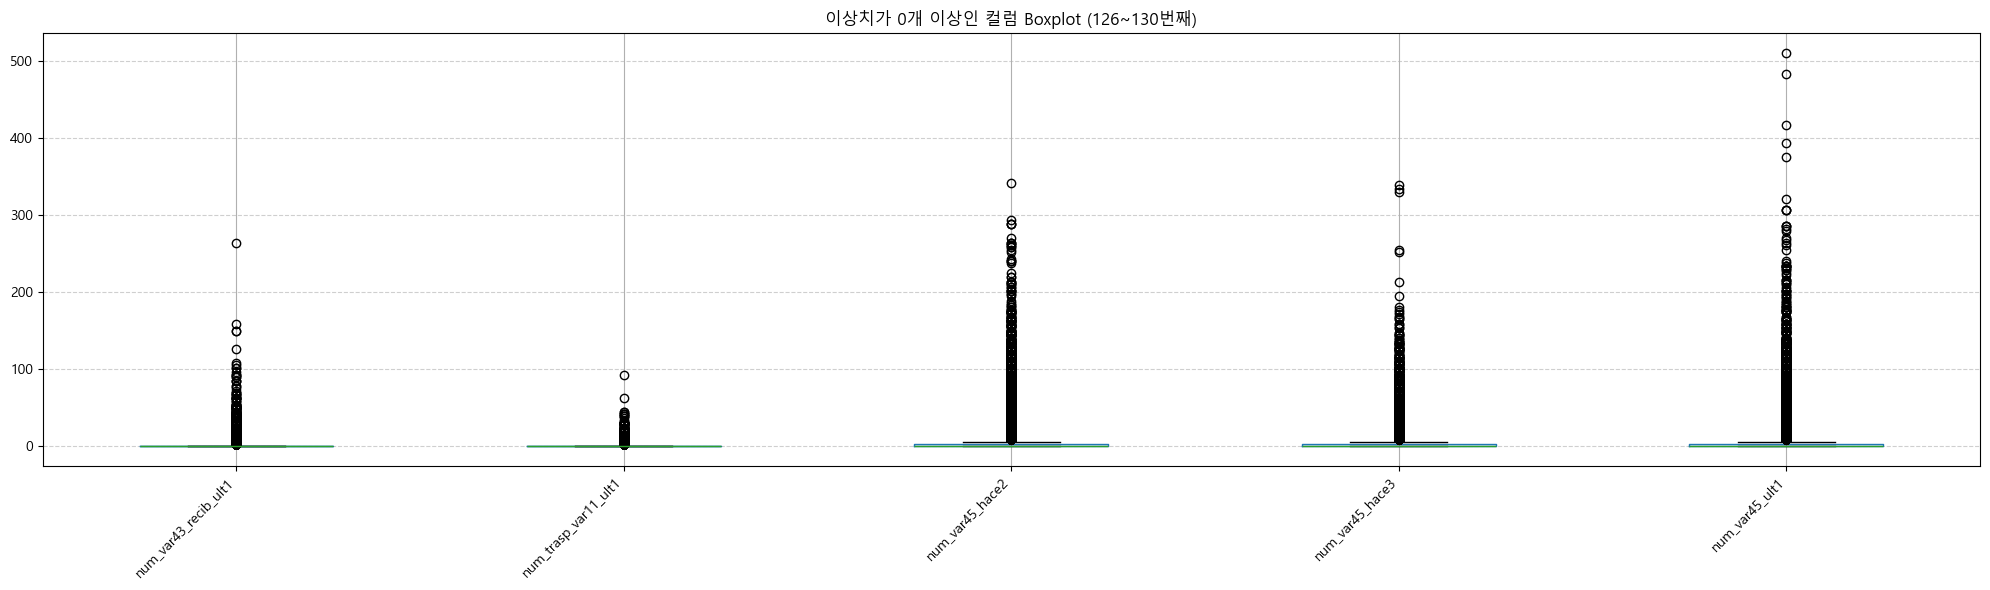 이상치가 0개 이상인 컬럼 Boxplot (126~130번째)
500
400
300
200
100
0
num_var43_recib_ult1
num_trasp_var11_ult1
num_var45_hace2
num_var45_hace3
num_var45_ult1